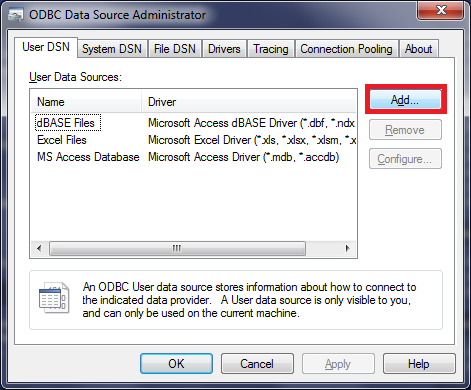 ODBC Data Source Administrator
User DSN System DSN File DSN Drivers Tracing Connection Pooling About
User Data Sources:
Name Driver
dBASE Files Microsoft Access dBASE Driver (*.dbf, *.ndx
Excel Files Microsoft Excel Driver (*.xls, *.xlsx, *.xlsm, *.x
MS Access Database Microsoft Access Driver (*.mdb, *.accdb)
Add...
Remove
Configure...
An ODBC User data source stores information about how to connect to
the indicated data provider. A User data source is only visible to you,
and can only be used on the current machine.
OK Cancel Apply Help